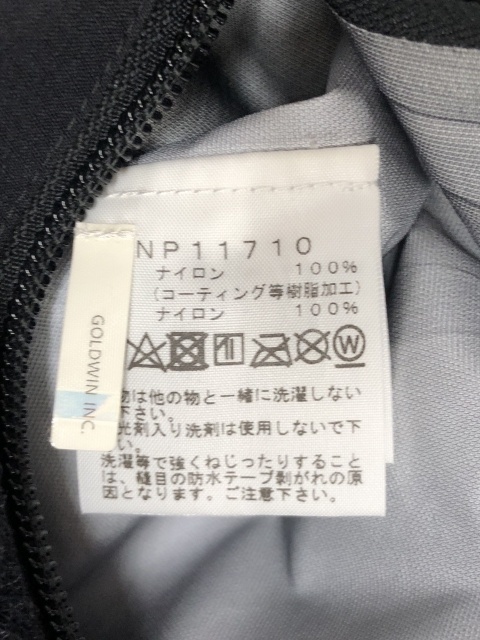 NP11710
ナイロン 100%
(コーティング等樹脂加工)
ナイロン 100%
物は他の物と一緒に洗濯しない
下さい。
光剤入り洗剤は使用しないで下
い。
洗濯等で強くねじったりすること
は、縫目の防水テープ剥がれの原
因となります。ご注意下さい。
GOLDWIN INC.